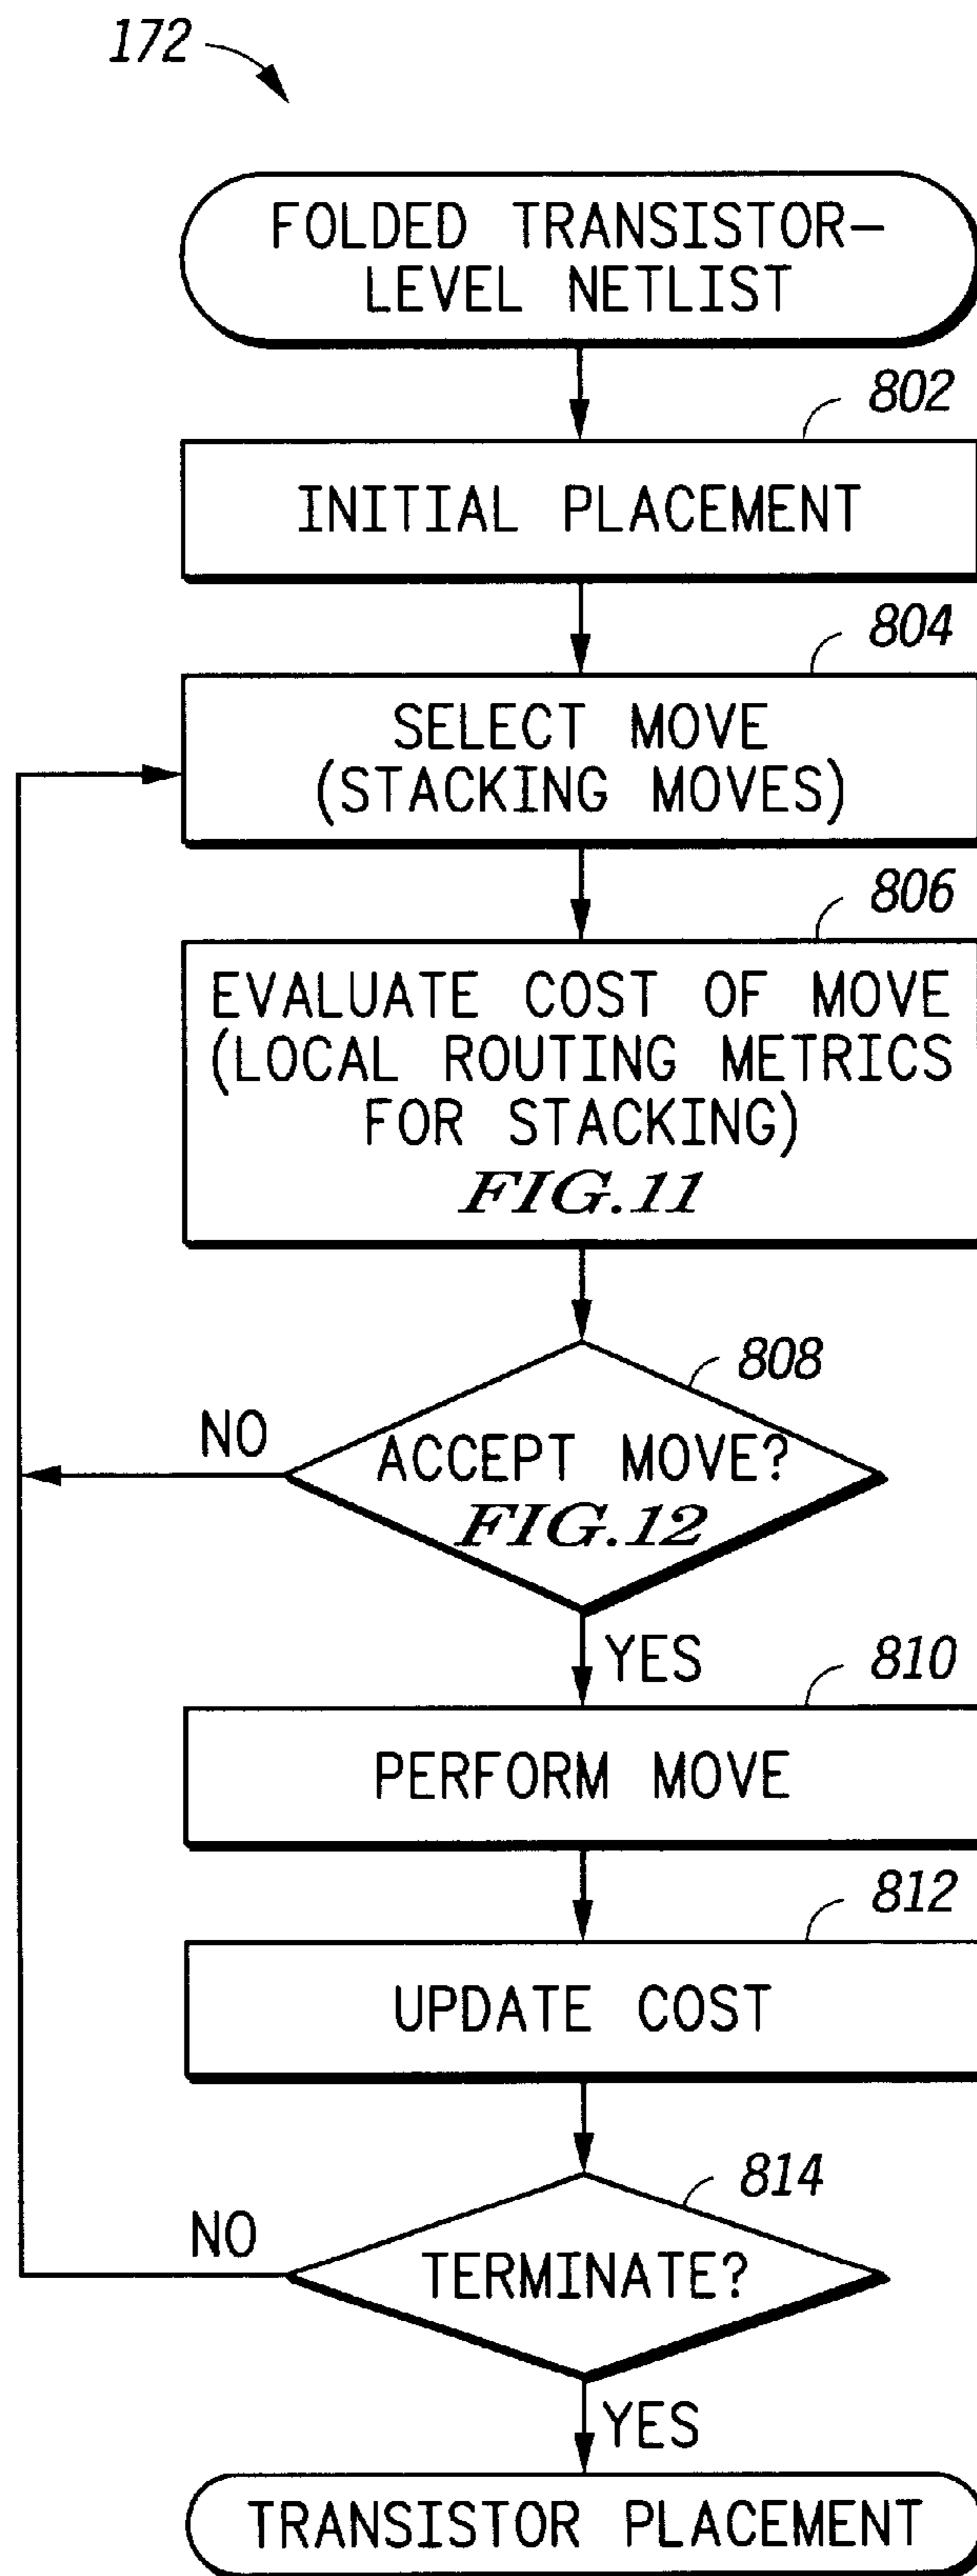 172
FOLDED TRANSISTOR-
LEVEL NETLIST
802
INITIAL PLACEMENT
804
SELECT MOVE
(STACKING MOVES)
806
EVALUATE COST OF MOVE
(LOCAL ROUTING METRICS
FOR STACKING)
FIG.11
808
NO
ACCEPT MOVE?
FIG.12
YES
810
PERFORM MOVE
812
UPDATE COST
814
NO
TERMINATE?
YES
TRANSISTOR PLACEMENT